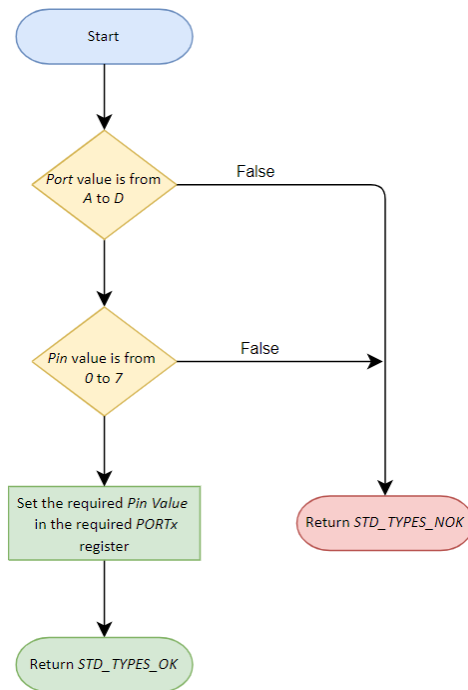 Start
Port value is from
A to D
False
Pin value is from
0 to 7
False
Set the required Pin Value
in the required PORTx
register
Return STD_TYPES_NOK
Return STD_TYPES_OK